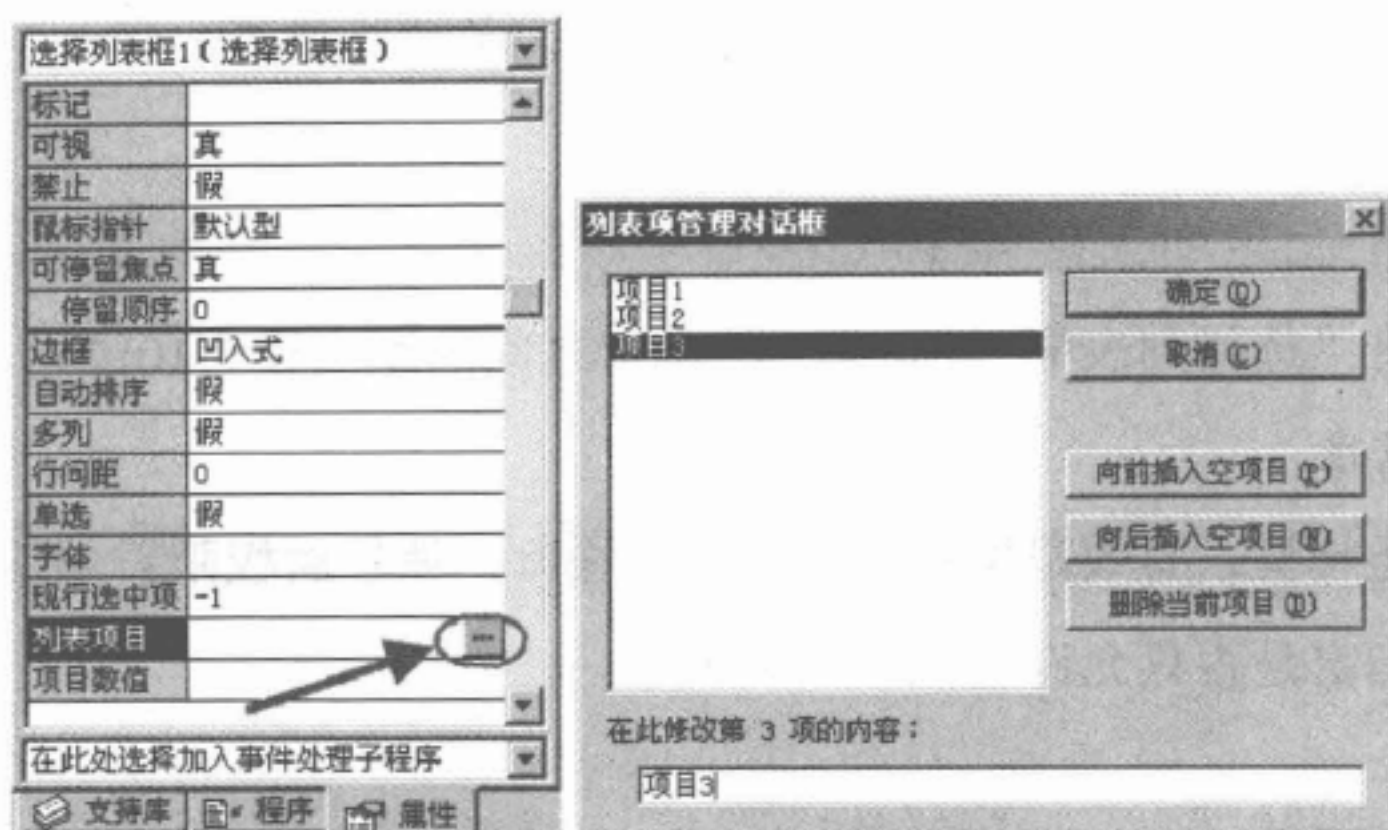 选择列表框1(选择列表框)
标记
可视 真
禁止 假
鼠标指针 默认型
可停留焦点 真
停留顺序 0
边框 凹入式
自动排序 假
多列 假
行间距 0
单选 假
字体
现行选中项 -1
列表项目 ...
项目数值
在此处选择加入事件处理子程序
支持库 程序 属性
列表项管理对话框
项目1
项目2
项目3
确定(O)
取消(C)
向前插入空项目(P)
向后插入空项目(N)
删除当前项目(D)
在此修改第 3 项的内容:
项目3